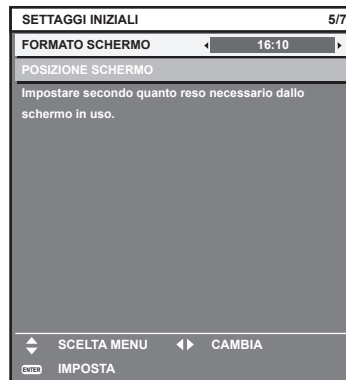 SETTAGGI INIZIALI 5/7
FORMATO SCHERMO 16:10
POSIZIONE SCHERMO
Impostare secondo quanto reso necessario dallo
schermo in uso.
SCELTA MENU CAMBIA
ENTER IMPOSTA